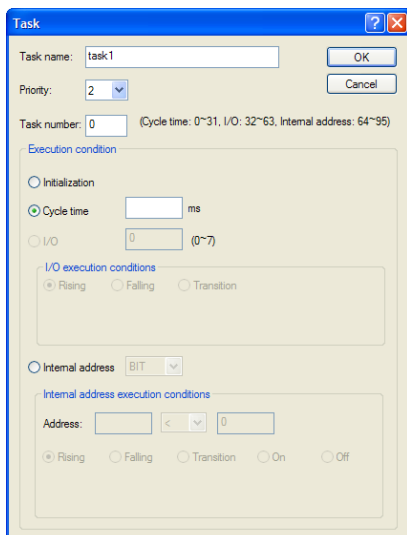 Task
Task name: task1 OK
Priority: 2 Cancel
Task number: 0 (Cycle time: 0~31, I/O: 32~63, Internal address: 64~95)
Execution condition
Initialization
Cycle time ms
I/O 0 (0~7)
I/O execution conditions
Rising Falling Transition
Internal address BIT
Internal address execution conditions
Address: < 0
Rising Falling Transition On Off